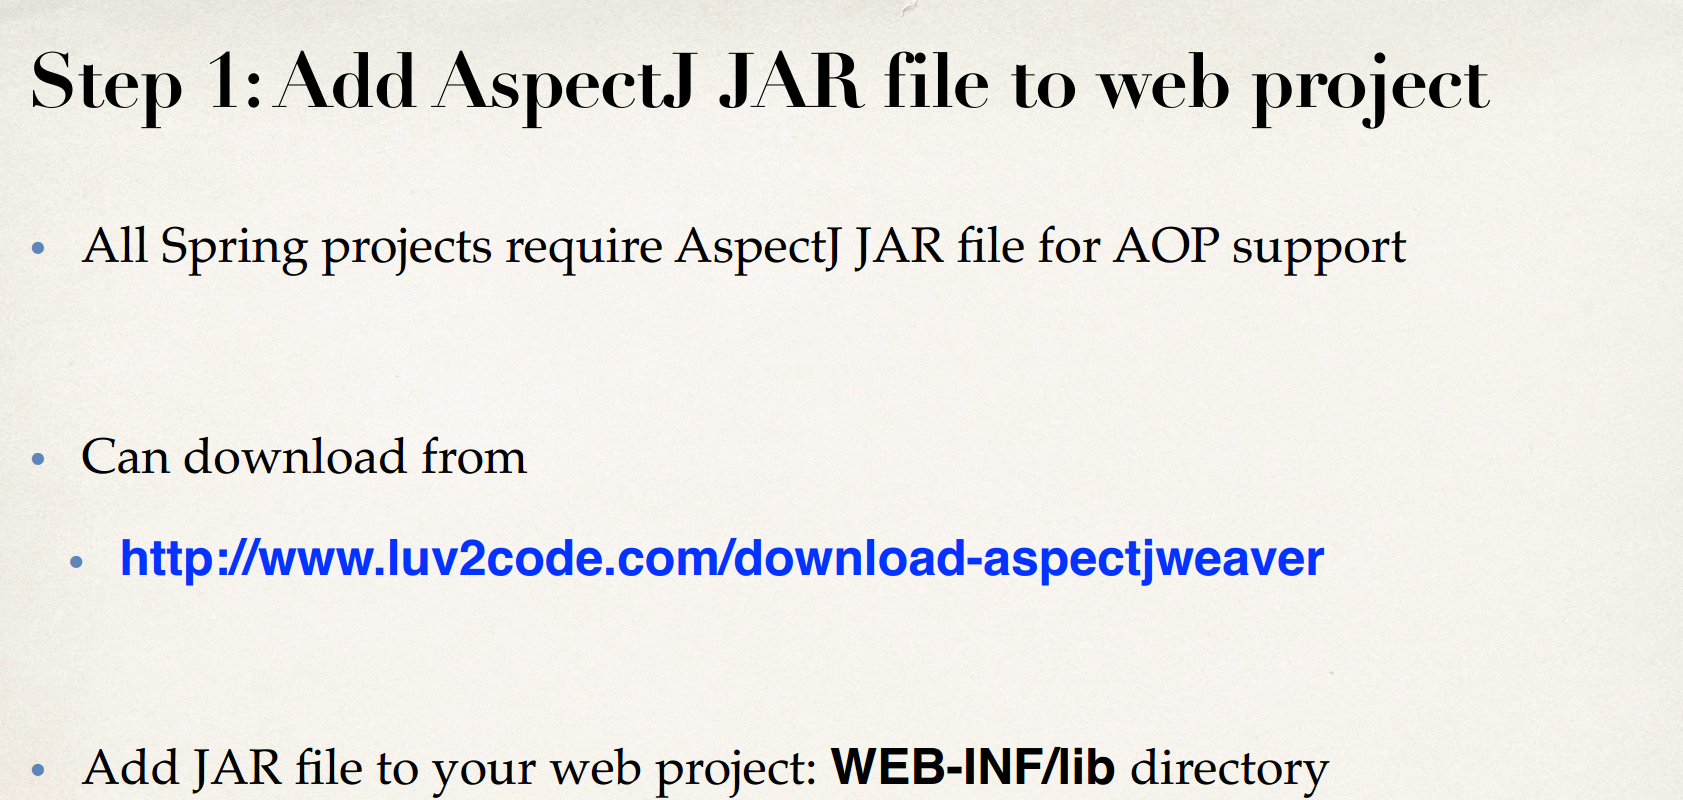 Step 1: Add AspectJ JAR file to web project
• All Spring projects require AspectJ JAR file for AOP support
• Can download from
• http://www.luv2code.com/download-aspectjweaver
• Add JAR file to your web project: WEB-INF/lib directory